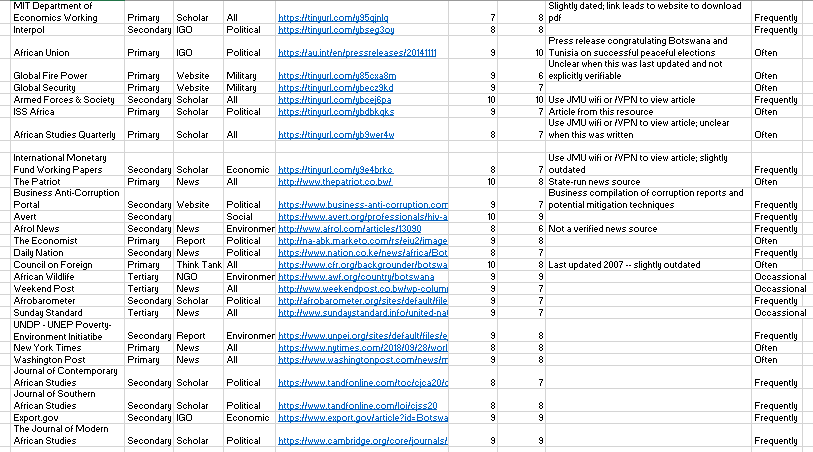 MIT Department of Economics Working Primary Scholar All https://tinyurl.com/y95qjnlq 7 8 Slightly dated; link leads to website to download pdf Frequently
Interpol Secondary IGO Political https://tinyurl.com/ybseg3oy 8 8 Frequently
African Union Primary IGO Political https://au.int/en/pressreleases/20141111 9 10 Press release congratulating Botswana and Tunisia on successful peaceful elections Often
Global Fire Power Primary Website Military https://tinyurl.com/y85cxa8m 9 6 Unclear when this was last updated and not explicitly verifiable Often
Global Security Primary Website Military https://tinyurl.com/ybecz9kd 9 7 Often
Armed Forces & Society Secondary Scholar All https://tinyurl.com/ybcej6pa 10 10 Use JMU wifi or /VPN to view article Frequently
ISS Africa Primary Scholar Political https://tinyurl.com/ybdbkgks 9 7 Article from this resource Often
African Studies Quarterly Primary Scholar All https://tinyurl.com/yb9wer4w 8 7 Use JMU wifi or /VPN to view article; unclear when this was written Often
International Monetary Fund Working Papers Secondary Scholar Economic https://tinyurl.com/y9e4brkc 8 7 Use JMU wifi or /VPN to view article; slightly outdated Frequently
The Patriot Primary News All http://www.thepatriot.co.bw/ 10 8 State-run news source Often
Business Anti-Corruption Portal Secondary Website Political https://www.business-anti-corruption.com 9 7 Business compilation of corruption reports and potential mitigation techniques Frequently
Avert Secondary Social https://www.avert.org/professionals/hiv-a 10 9 Frequently
Afrol News Secondary News Environmer http://www.afrol.com/articles/13090 8 6 Not a verified news source Frequently
The Economist Primary Report Political http://na-abk.marketo.com/rs/eiu2/image 9 8 Often
Daily Nation Secondary News Political https://www.nation.co.ke/news/africa/Bot 8 7 Frequently
Council on Foreign Primary Think Tank All https://www.cfr.org/backgrounder/botswa 10 8 Last updated 2007 -- slightly outdated Often
African Wildlife Tertiary NGO Environmer https://www.awf.org/country/botswana 9 9 Occassional
Weekend Post Tertiary News All http://www.weekendpost.co.bw/wp-colum 9 7 Occassional
Afrobarometer Secondary Scholar Political http://afrobarometer.org/sites/default/file 9 7 Frequently
Sunday Standard Tertiary News All http://www.sundaystandard.info/united-nat 9 7 Occassional
UNDP - UNEP Poverty-Environment Initiatibe Secondary Report Environmer https://www.unpei.org/sites/default/files/e 9 8 Frequently
New York Times Primary News All https://www.nytimes.com/2018/09/28/worl 8 8 Often
Washington Post Primary News All https://www.washingtonpost.com/news/m 9 8 Often
Journal of Contemporary African Studies Secondary Scholar Political https://www.tandfonline.com/toc/cjca20/c 8 7 Frequently
Journal of Southern African Studies Secondary Scholar Political https://www.tandfonline.com/loi/cjss20 8 8 Frequently
Export.gov Secondary IGO Economic https://www.export.gov/article?id=Botswa 9 9 Frequently
The Journal of Modern African Studies Secondary Scholar Political https://www.cambridge.org/core/journals/ 9 9 Frequently